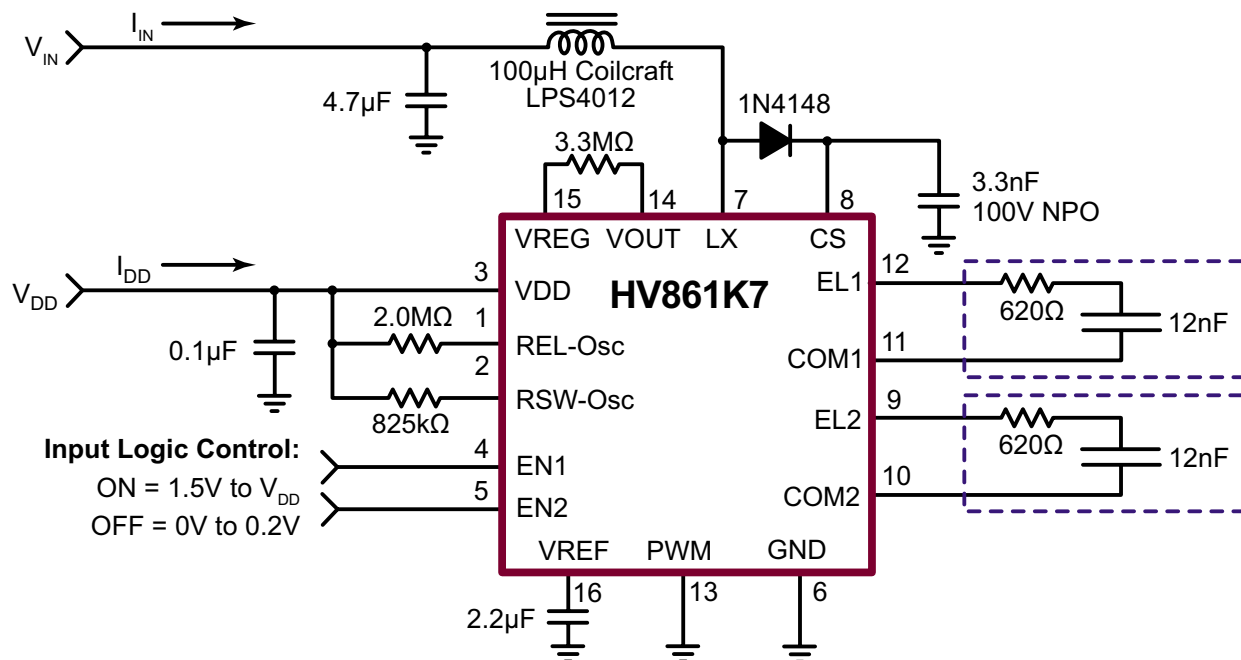 I_IN
V_IN
100µH Coilcraft
LPS4012
4.7µF
1N4148
3.3MΩ
15
14
7
8
3.3nF
100V NPO
VREG
VOUT
LX
CS
HV861K7
I_DD
V_DD
3
VDD
12
EL1
620Ω
12nF
2.0MΩ
1
REL-Osc
0.1µF
11
COM1
2
RSW-Osc
825kΩ
9
EL2
620Ω
12nF
Input Logic Control:
ON = 1.5V to V_DD
OFF = 0V to 0.2V
4
EN1
5
EN2
10
COM2
VREF
PWM
GND
16
13
6
2.2µF